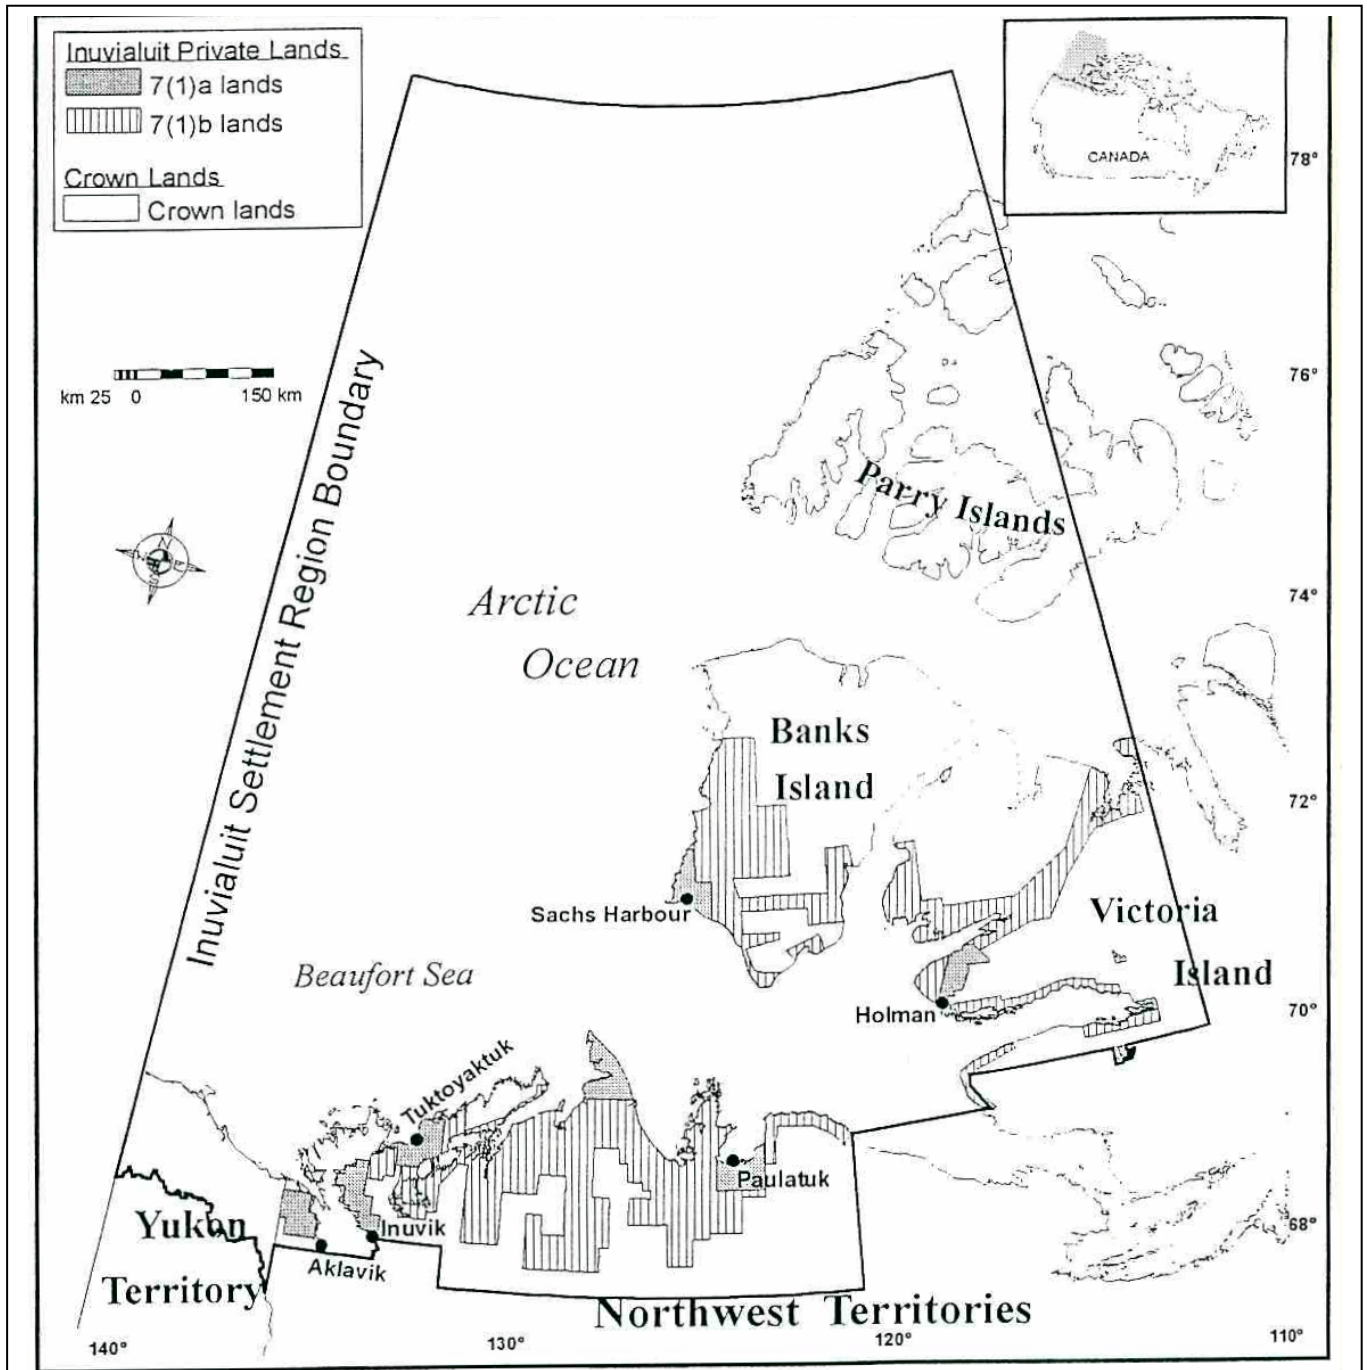 Inuvialuit Private Lands
7(1)a lands
7(1)b lands
Crown Lands
Crown lands
CANADA
78°
76°
74°
72°
70°
68°
km 25 0 150 km
Inuvialuit Settlement Region Boundary
Parry Islands
Arctic
Ocean
Banks
Island
Sachs Harbour
Victoria
Island
Beaufort Sea
Holman
Tuktoyaktuk
Paulatuk
Inuvik
Aklavik
Yukon
Territory
Northwest Territories
140°
130°
120°
110°